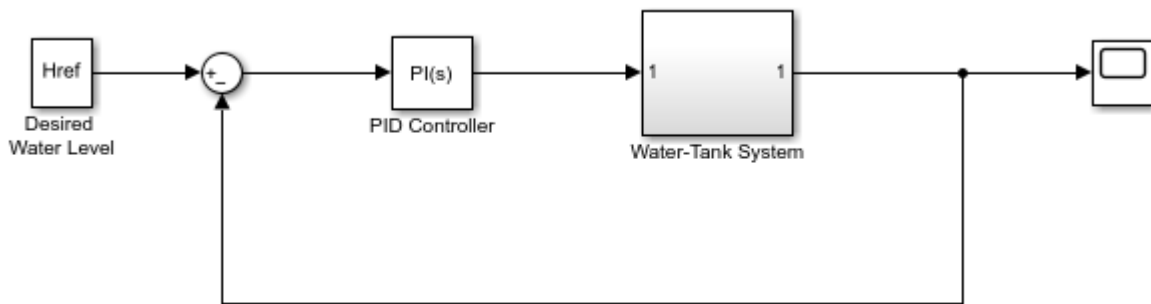 Href
+
−
PI(s)
1
1
Desired
Water Level
PID Controller
Water-Tank System